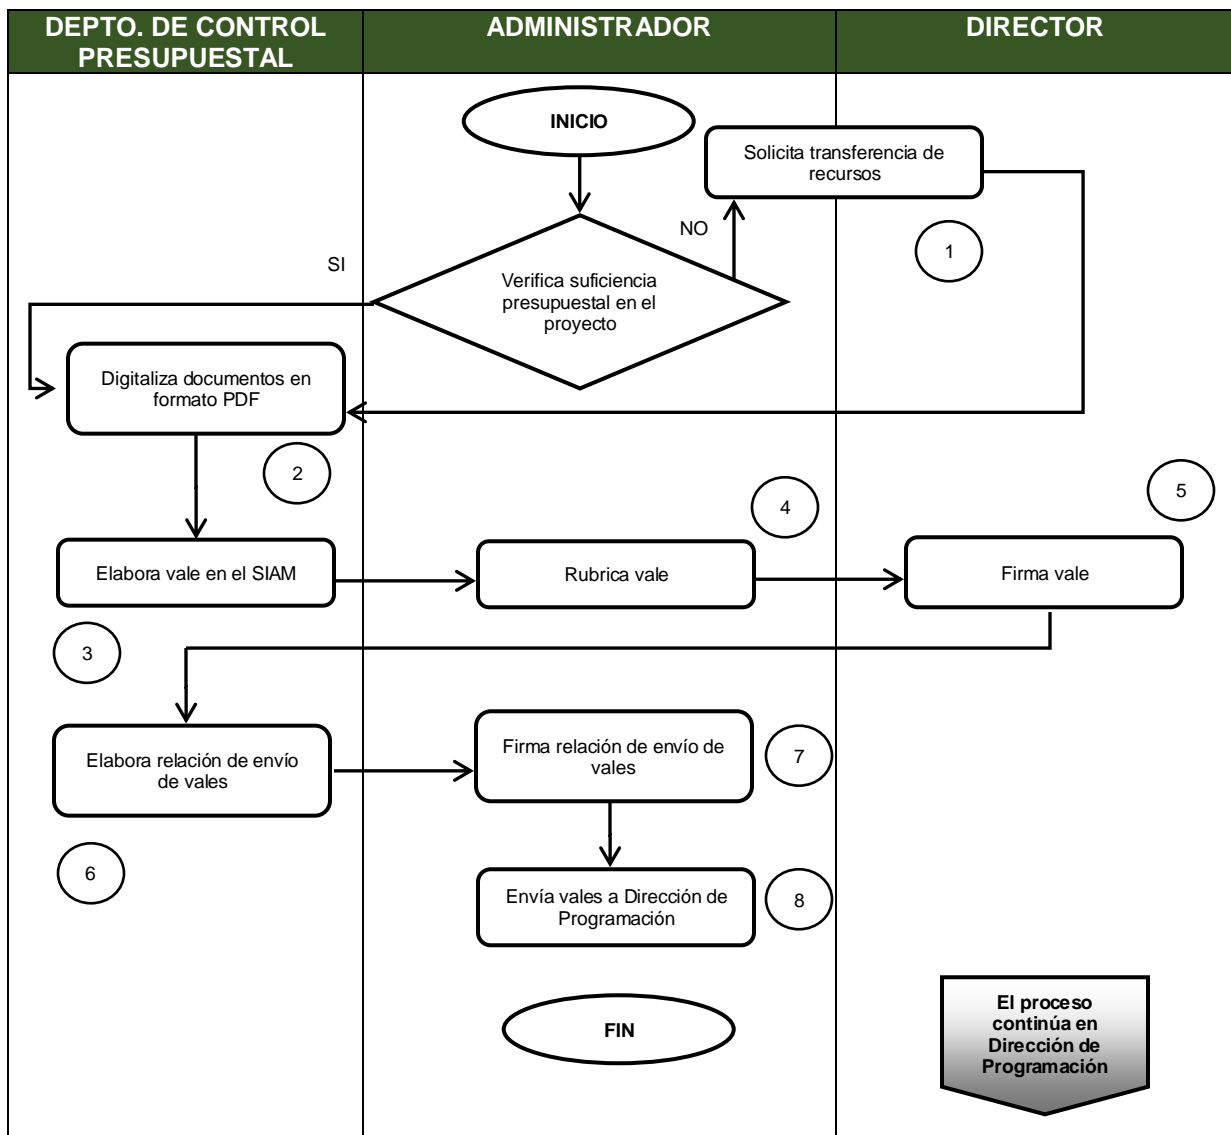 DEPTO. DE CONTROL
PRESUPUESTAL
ADMINISTRADOR
DIRECTOR
INICIO
Solicita transferencia de
recursos
NO
1
SI
Verifica suficiencia
presupuestal en el
proyecto
Digitaliza documentos en
formato PDF
2
4
5
Elabora vale en el SIAM
Rubrica vale
Firma vale
3
Elabora relación de envío
de vales
Firma relación de envío de
vales
7
6
Envía vales a Dirección de
Programación
8
FIN
El proceso
continúa en
Dirección de
Programación